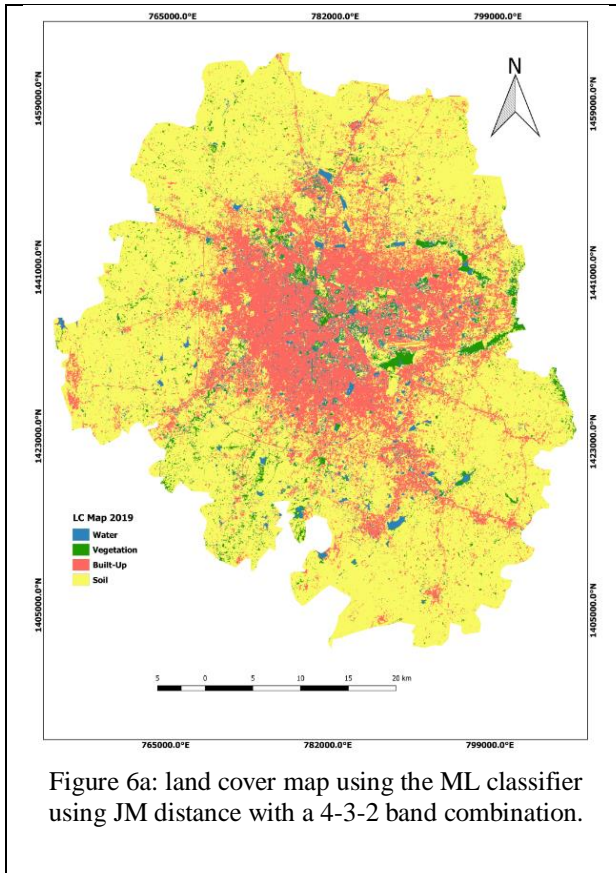 765000.0°E 782000.0°E 799000.0°E
N
1459000.0°N 1459000.0°N
1441000.0°N 1441000.0°N
1423000.0°N 1423000.0°N
LC Map 2019
Water
Vegetation
Built-Up
Soil
1405000.0°N 1405000.0°N
5 0 5 10 15 20 km
765000.0°E 782000.0°E 799000.0°E
Figure 6a: land cover map using the ML classifier
using JM distance with a 4-3-2 band combination.